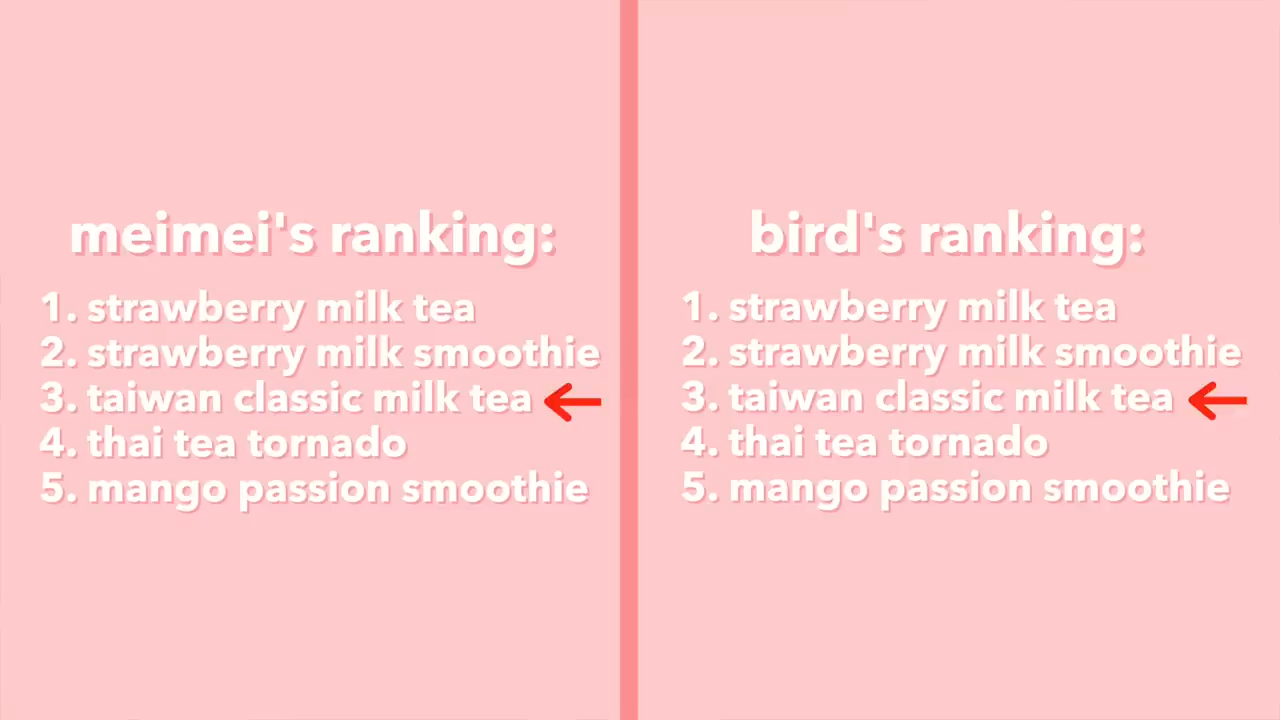 meimei's ranking:
1. strawberry milk tea
2. strawberry milk smoothie
3. taiwan classic milk tea
4. thai tea tornado
5. mango passion smoothie
bird's ranking:
1. strawberry milk tea
2. strawberry milk smoothie
3. taiwan classic milk tea
4. thai tea tornado
5. mango passion smoothie